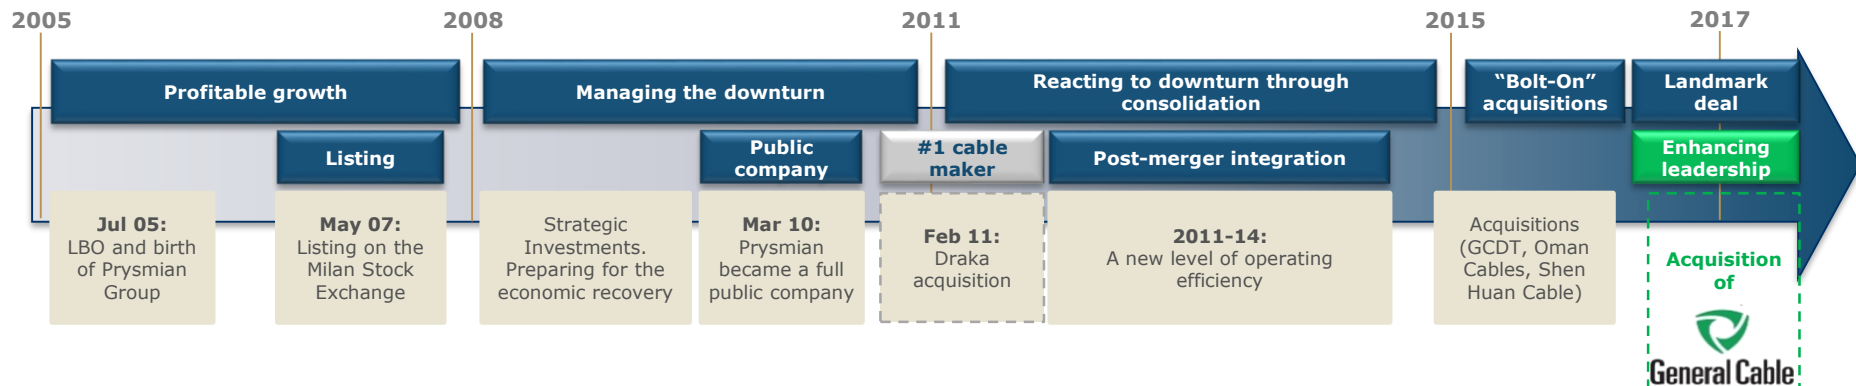 2005
2008
2011
2015
2017
Profitable growth
Managing the downturn
Reacting to downturn through
consolidation
“Bolt-On”
acquisitions
Landmark
deal
Listing
Public
company
#1 cable
maker
Post-merger integration
Enhancing
leadership
Jul 05:
LBO and birth
of Prysmian
Group
May 07:
Listing on the
Milan Stock
Exchange
Strategic
Investments.
Preparing for the
economic recovery
Mar 10:
Prysmian
became a full
public company
Feb 11:
Draka
acquisition
2011-14:
A new level of operating
efficiency
Acquisitions
(GCDT, Oman
Cables, Shen
Huan Cable)
Acquisition
of
General Cable